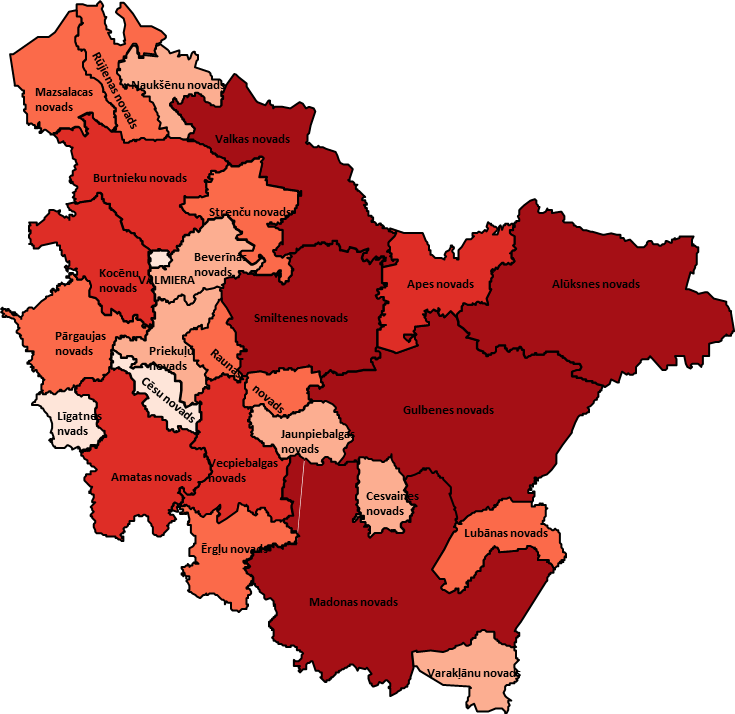 Mazsalacas
novads
Rūjienas novads
Naukšēnu novads
Valkas novads
Burtnieku novads
Strenču novads
Kocēnu
novads
VALMIERA
Beverīnas
novads
Apes novads
Alūksnes novads
Smiltenes novads
Pārgaujas
novads
Priekuļu
novads
Raunas
novads
Cēsu novads
Līgatnes
nvads
Gulbenes novads
Jaunpiebalgas
novads
Amatas novads
Vecpiebalgas
novads
Cesvaines
novads
Lubānas novads
Ērgļu novads
Madonas novads
Varakļānu novads